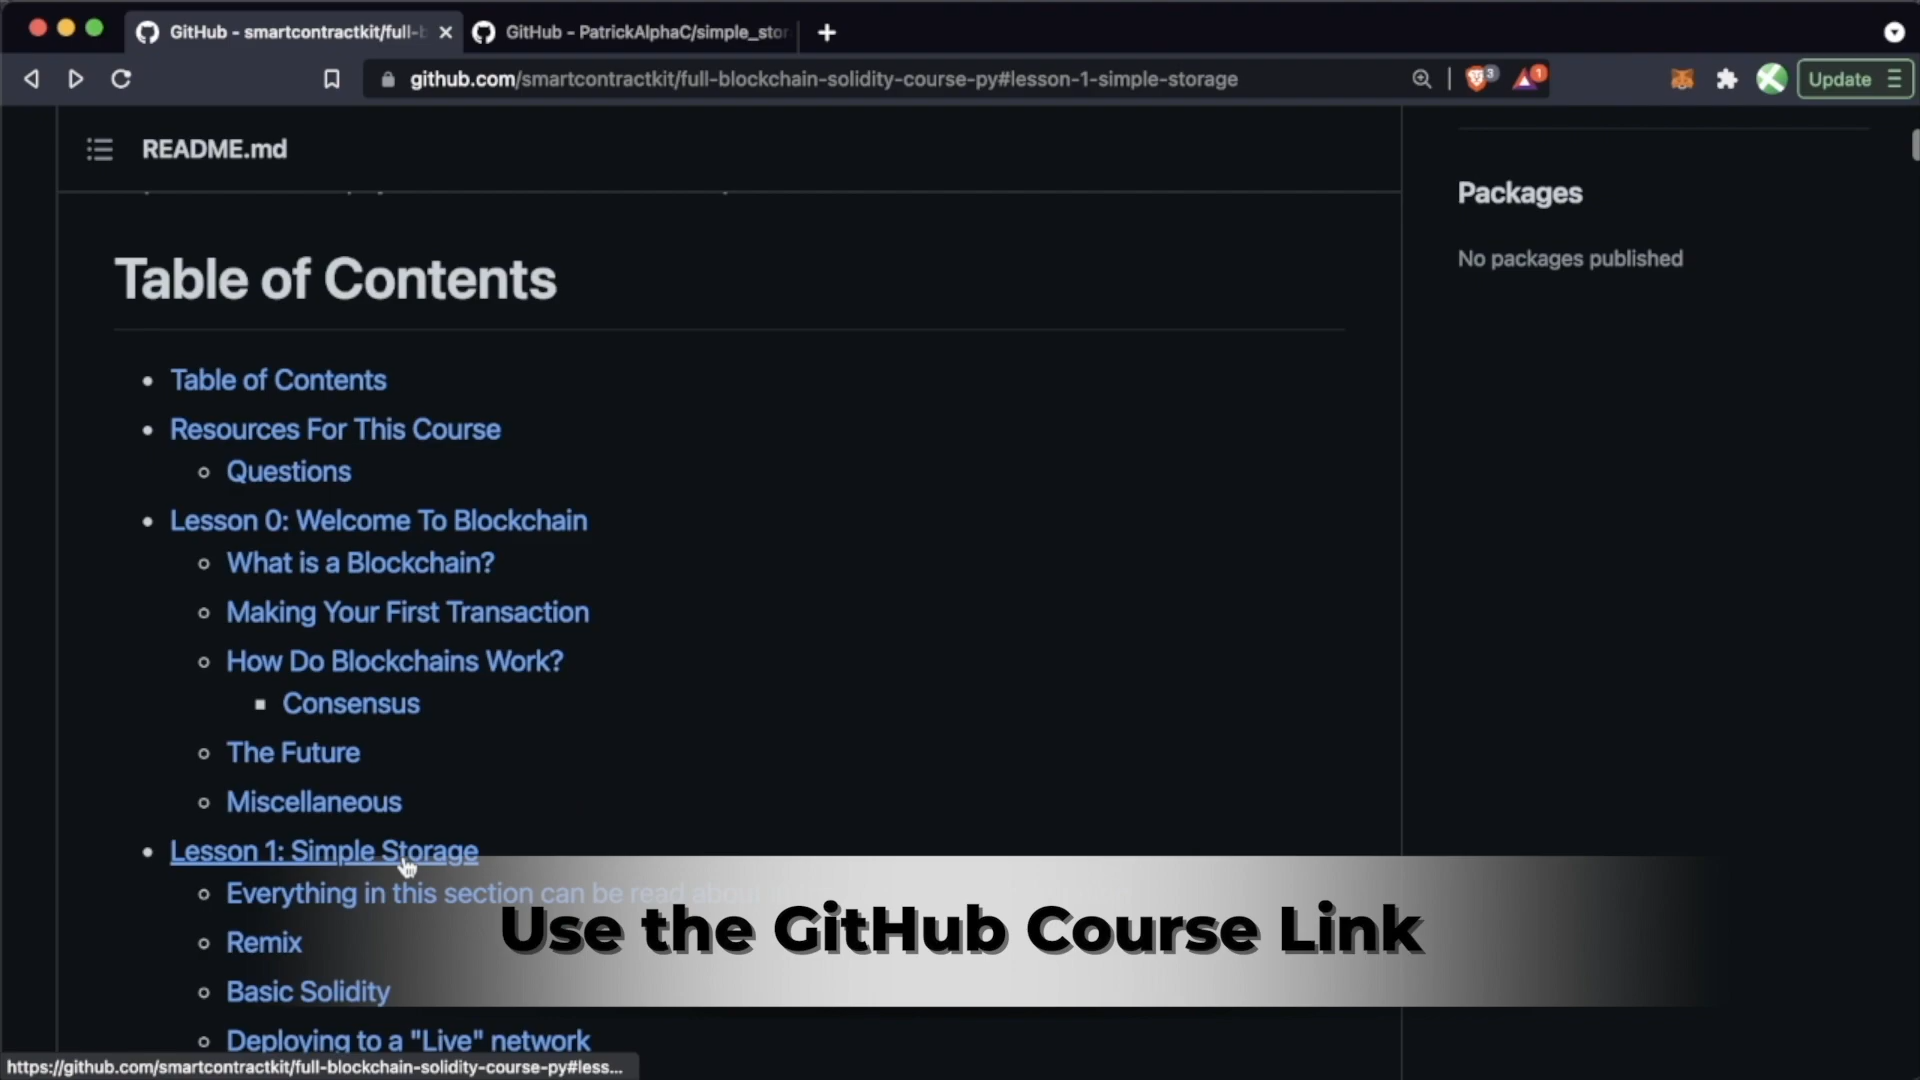 GitHub - smartcontractkit/full-b
GitHub - PatrickAlphaC/simple_stor
github.com/smartcontractkit/full-blockchain-solidity-course-py#lesson-1-simple-storage
3
1
Update
README.md
Packages
No packages published
Table of Contents
Table of Contents
Resources For This Course
Questions
Lesson 0: Welcome To Blockchain
What is a Blockchain?
Making Your First Transaction
How Do Blockchains Work?
Consensus
The Future
Miscellaneous
Lesson 1: Simple Storage
Everything in this section can be read about
Use the GitHub Course Link
Remix
Basic Solidity
Deploying to a "Live" network
https://github.com/smartcontractkit/full-blockchain-solidity-course-py#less...